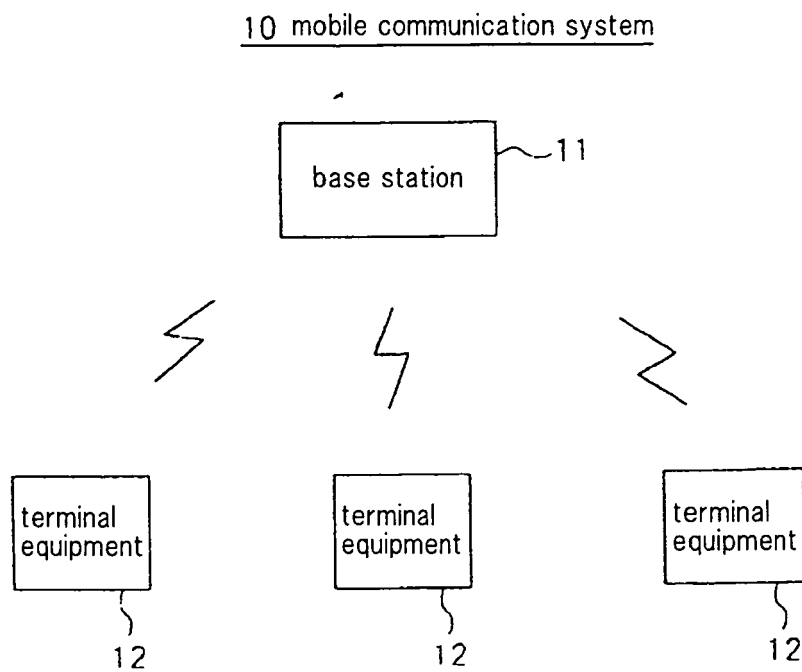 10 mobile communication system
base station
11
terminal
equipment
12
terminal
equipment
12
terminal
equipment
12